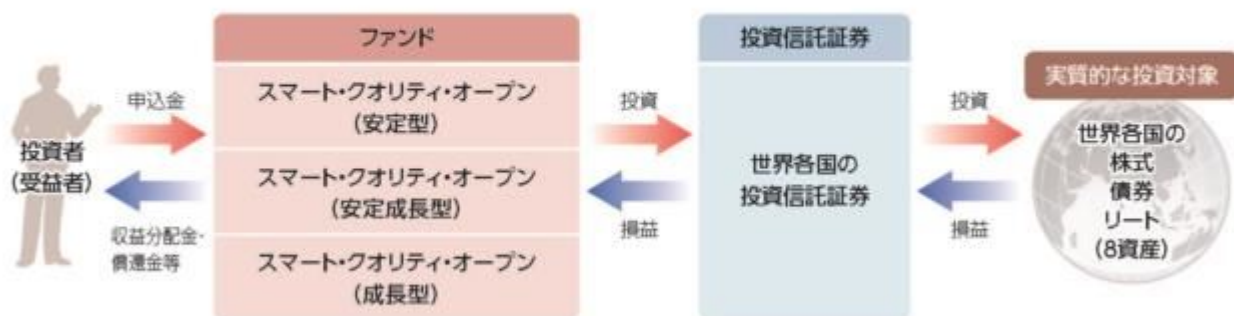 ファンド
投資信託証券
実質的な投資対象
投資者
(受益者)
申込金
収益分配金・
償還金等
スマート・クオリティ・オープン
(安定型)
スマート・クオリティ・オープン
(安定成長型)
スマート・クオリティ・オープン
(成長型)
投資
損益
世界各国の
投資信託証券
投資
損益
世界各国の
株式
債券
リート
(8資産)